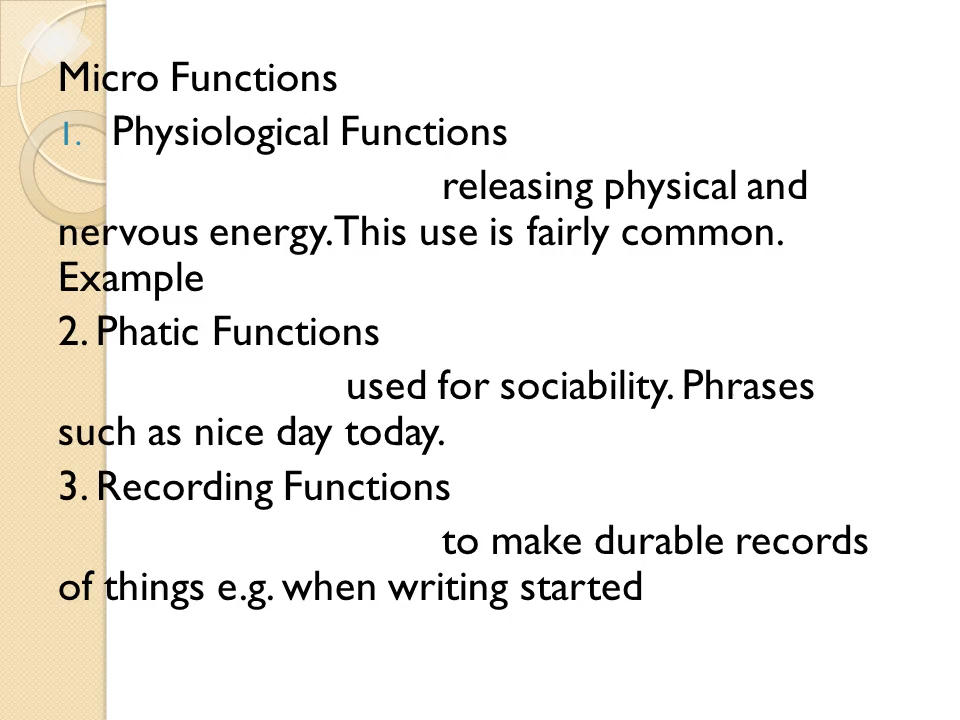 Micro Functions
1. Physiological Functions
releasing physical and
nervous energy. This use is fairly common.
Example
2. Phatic Functions
used for sociability. Phrases
such as nice day today.
3. Recording Functions
to make durable records
of things e.g. when writing started